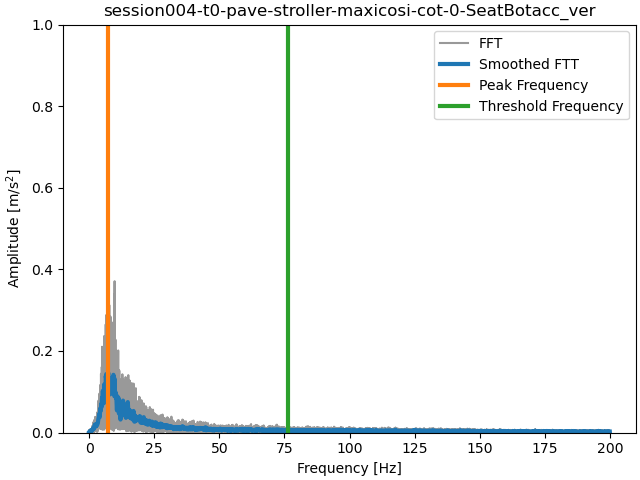 session004-t0-pave-stroller-maxicosi-cot-0-SeatBotacc_ver
FFT
Smoothed FTT
Peak Frequency
Threshold Frequency
Amplitude [m/s²]
1.0
0.8
0.6
0.4
0.2
0.0
0 25 50 75 100 125 150 175 200
Frequency [Hz]